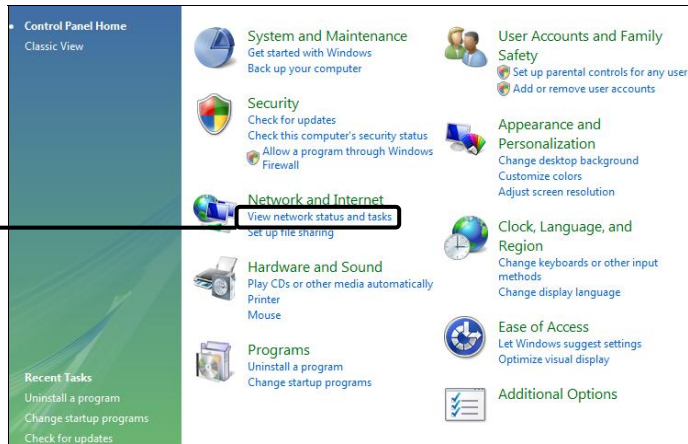 Control Panel Home
Classic View
Recent Tasks
Uninstall a program
Change startup programs
Check for updates
System and Maintenance
Get started with Windows
Back up your computer
Security
Check for updates
Check this computer's security status
Allow a program through Windows
Firewall
Network and Internet
View network status and tasks
Set up file sharing
Hardware and Sound
Play CDs or other media automatically
Printer
Mouse
Programs
Uninstall a program
Change startup programs
User Accounts and Family
Safety
Set up parental controls for any user
Add or remove user accounts
Appearance and
Personalization
Change desktop background
Customize colors
Adjust screen resolution
Clock, Language, and
Region
Change keyboards or other input
methods
Change display language
Ease of Access
Let Windows suggest settings
Optimize visual display
Additional Options